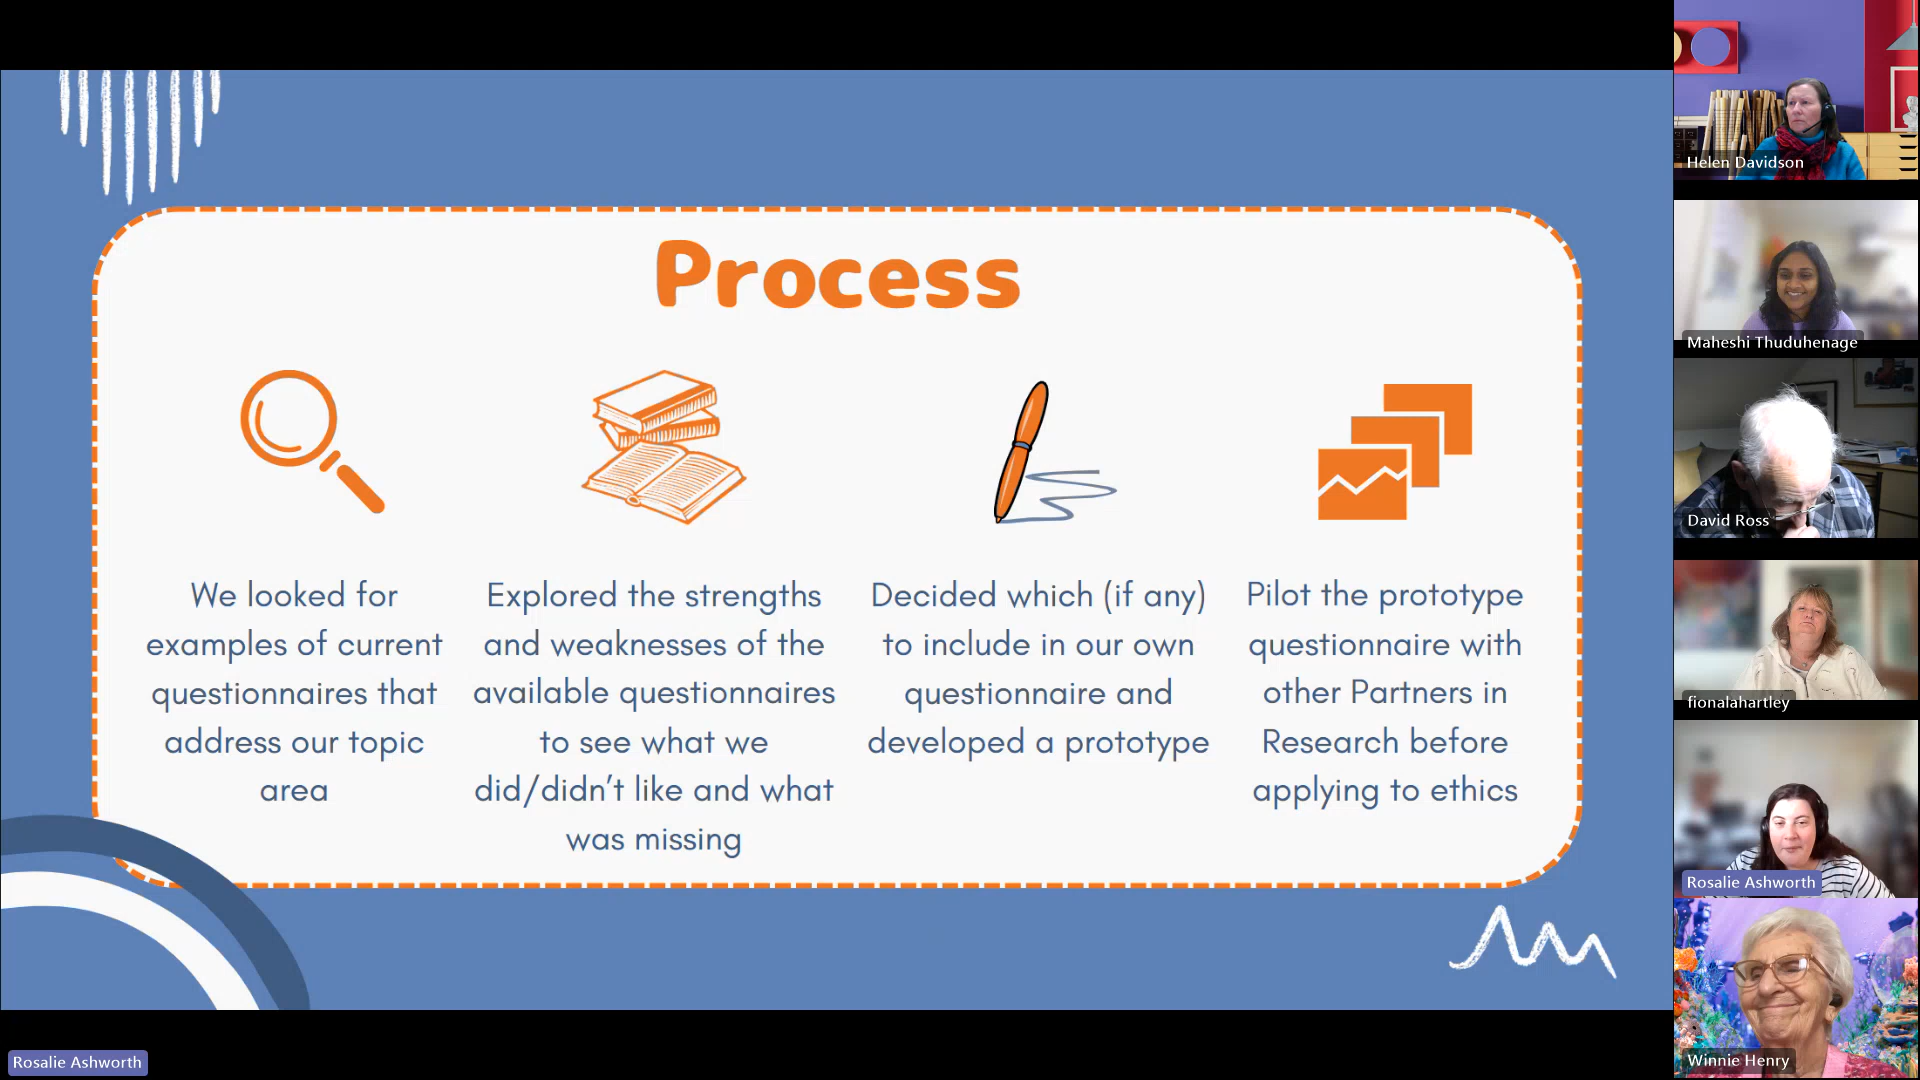 Process
We looked for
examples of current
questionnaires that
address our topic
area
Explored the strengths
and weaknesses of the
available questionnaires
to see what we
did/didn't like and what
was missing
Decided which (if any)
to include in our own
questionnaire and
developed a prototype
Pilot the prototype
questionnaire with
other Partners in
Research before
applying to ethics
Helen Davidson
Maheshi Thuduhenage
David Ross
fionalahartley
Rosalie Ashworth
Winnie Henry
Rosalie Ashworth